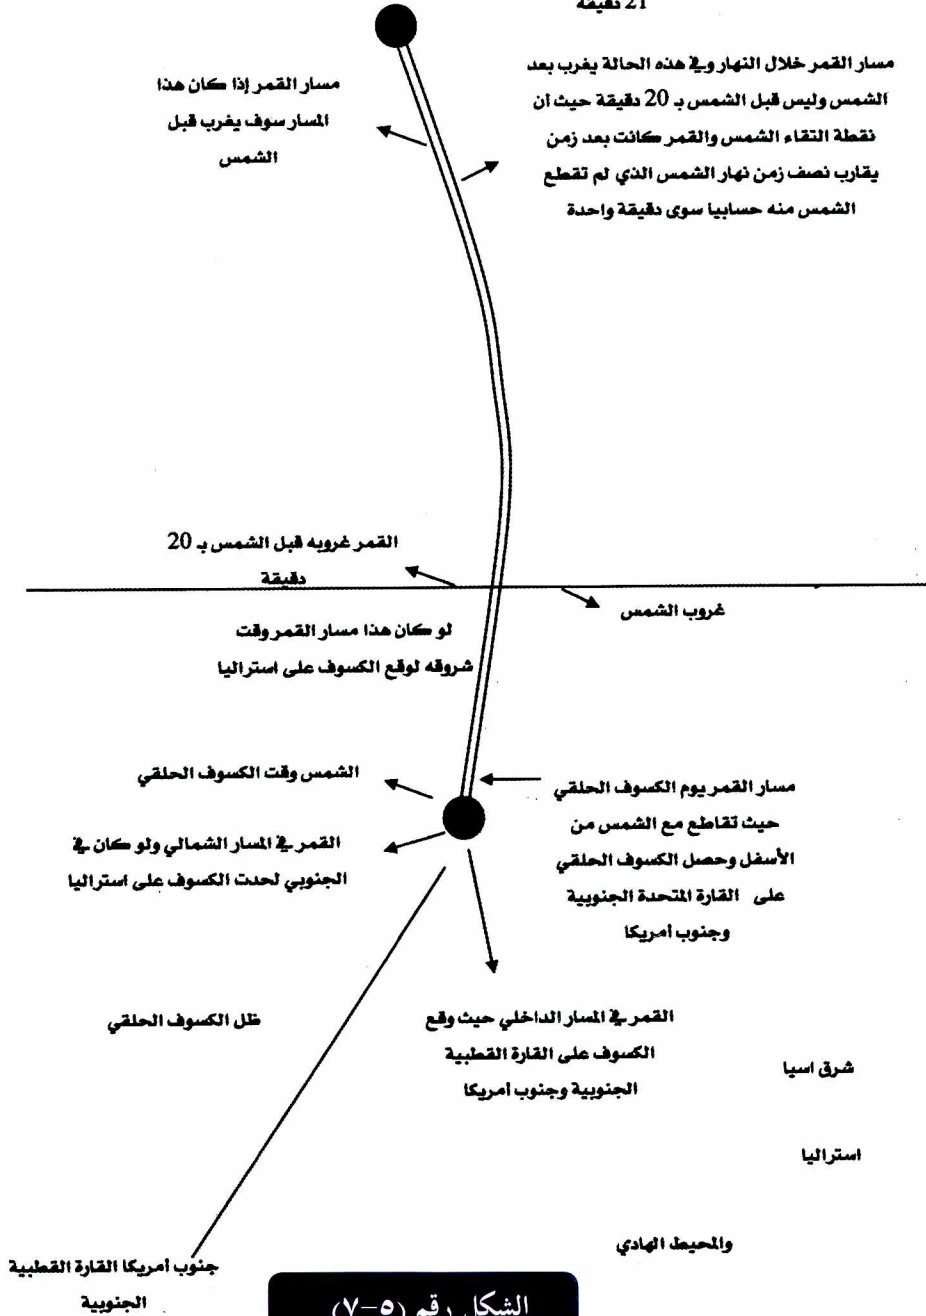 21 دقيقة
مسار القمر خلال النهار وفي هذه الحالة يغرب بعد
الشمس وليس قبل الشمس بـ 20 دقيقة حيث أن
نقطة التقاء الشمس والقمر كانت بعد زمن
يقارب نصف زمن نهار الشمس الذي لم تقطع
الشمس منه حسابيا سوى دقيقة واحدة
مسار القمر إذا كان هذا
المسار سوف يغرب قبل
الشمس
القمر غروبه قبل الشمس بـ 20
دقيقة
غروب الشمس
لو كان هذا مسار القمر وقت
شروقه لوقع الكسوف على استراليا
الشمس وقت الكسوف الحلقي
مسار القمر يوم الكسوف الحلقي
حيث تقاطع مع الشمس من
الأسفل وحصل الكسوف الحلقي
على القارة المتحدة الجنوبية
وجنوب أمريكا
القمر في المسار الشمالي ولو كان في
الجنوبي لحدت الكسوف على استراليا
القمر في المسار الداخلي حيث وقع
الكسوف على القارة القطبية
الجنوبية وجنوب أمريكا
ظل الكسوف الحلقي
شرق اسيا
استراليا
والمحيط الهادي
جنوب أمريكا القارة القطبية
الجنوبية
الشكل رقم (٥-٧)